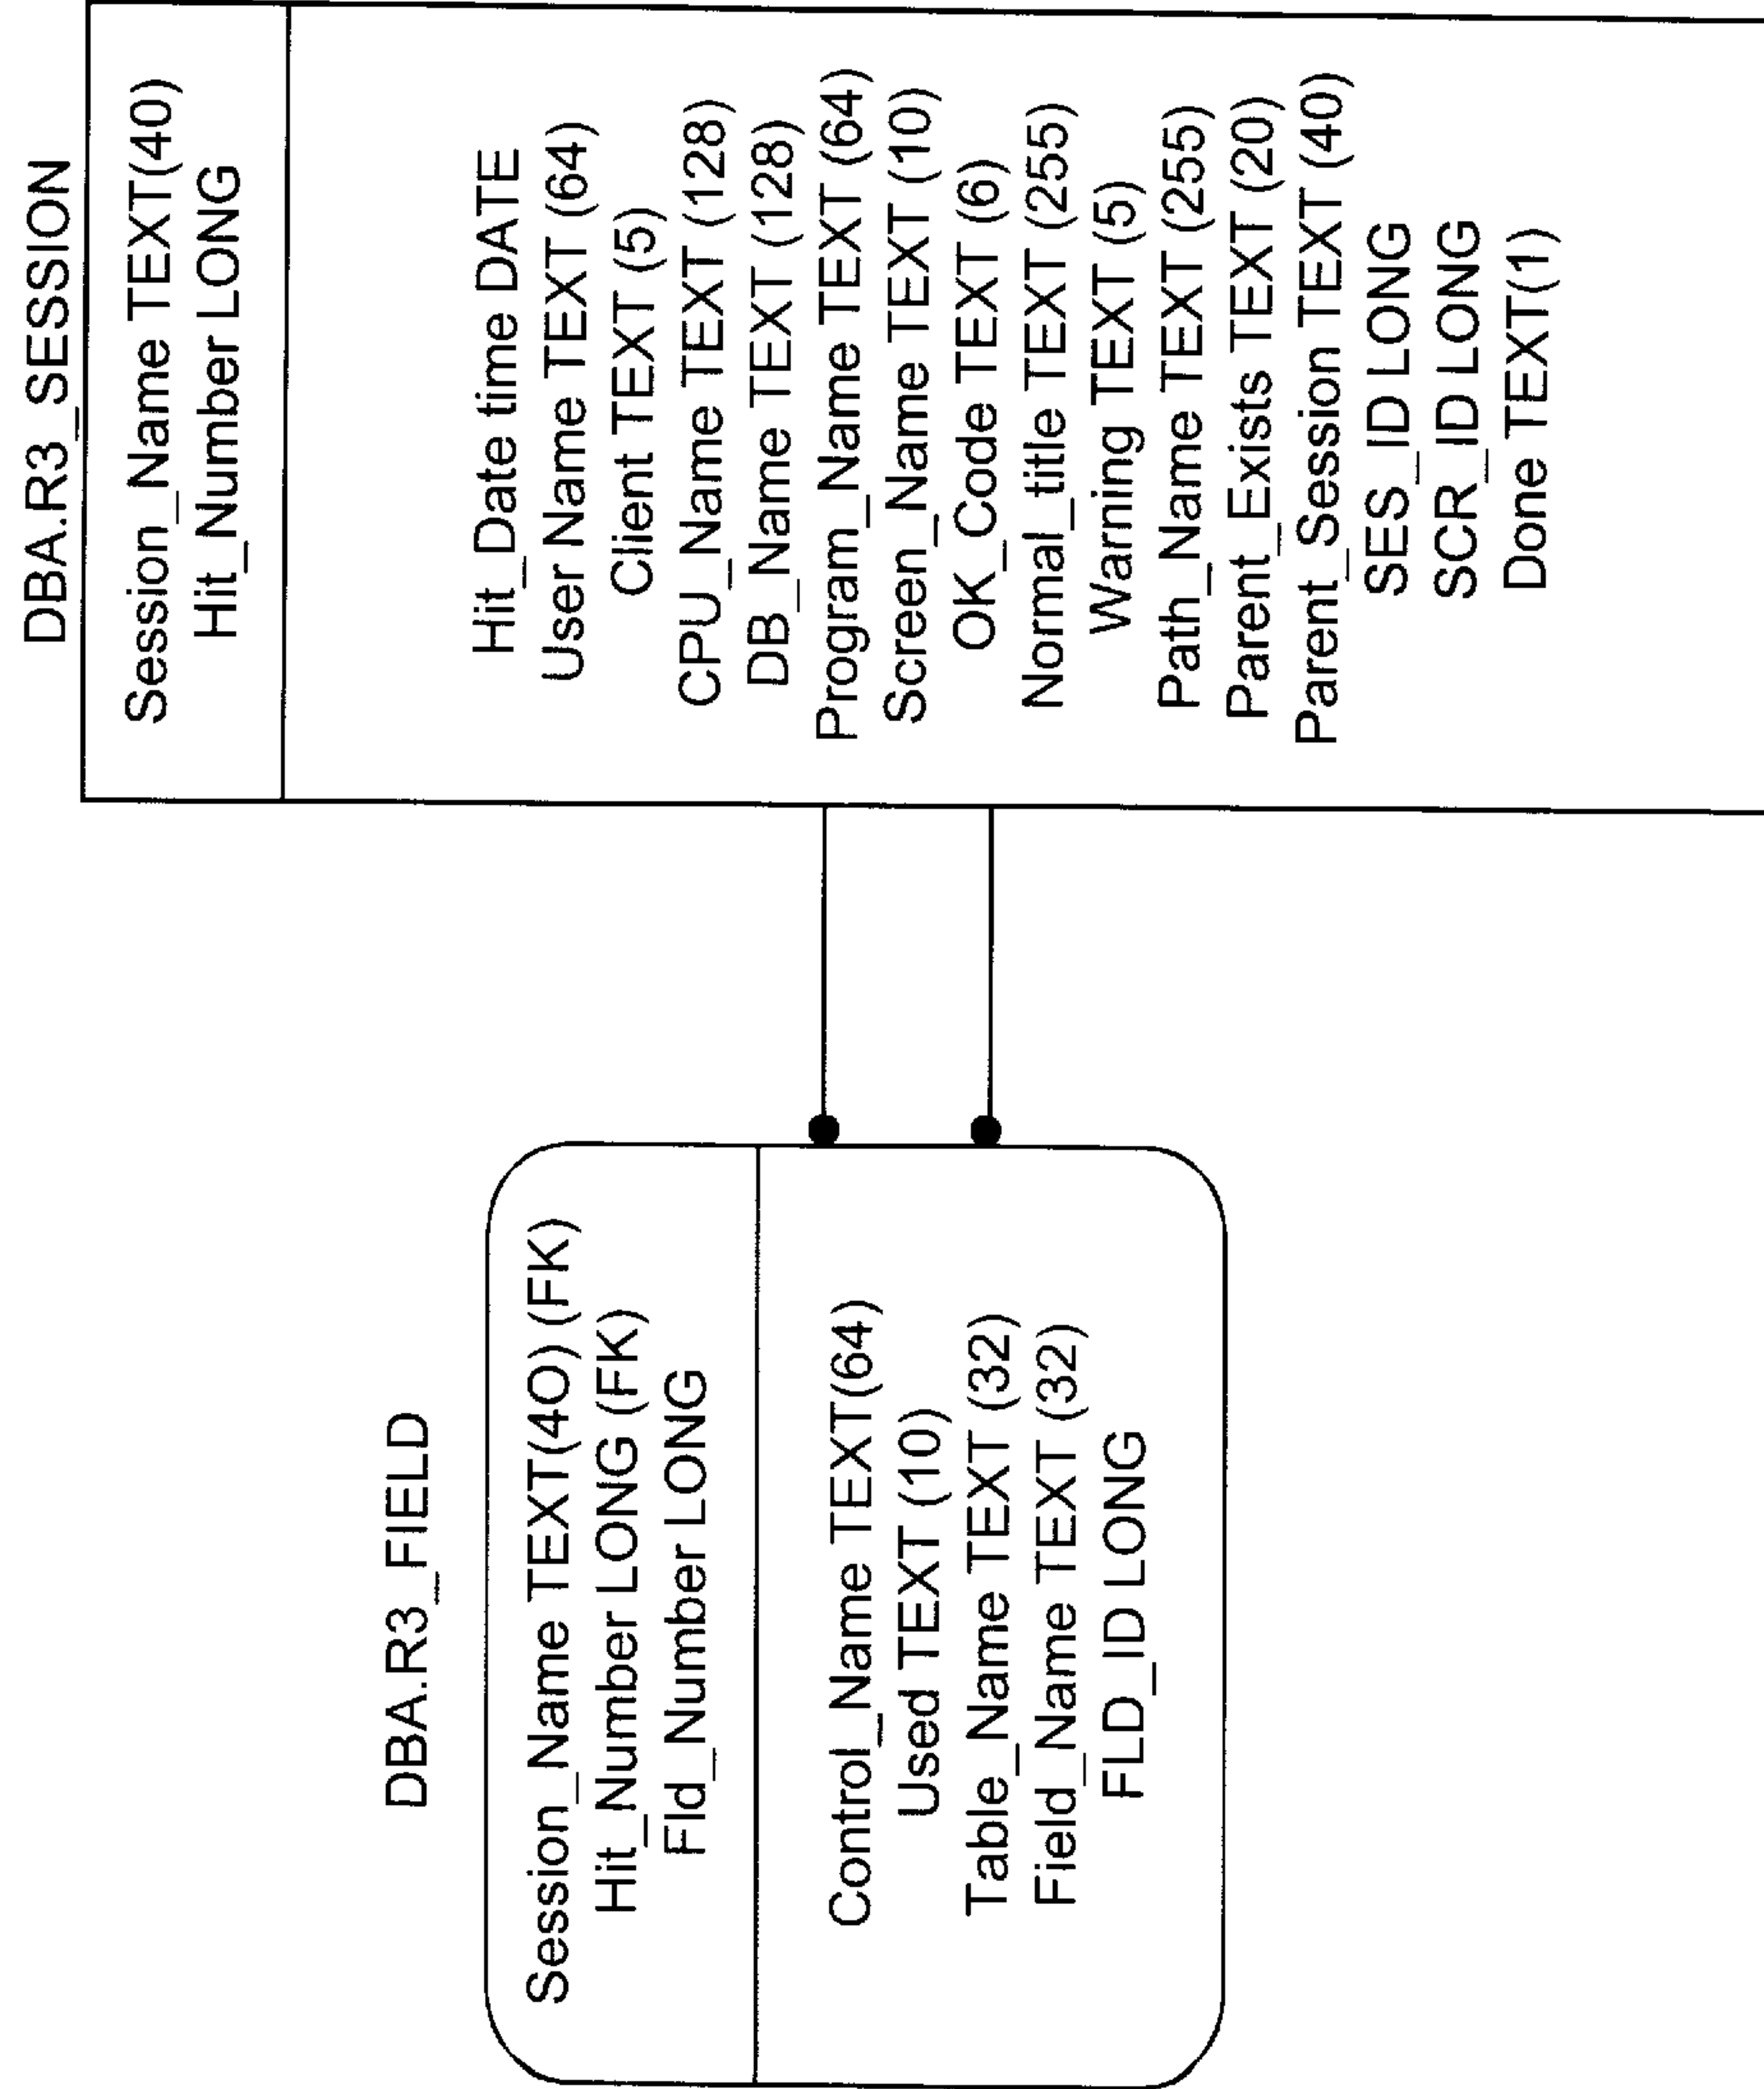 DBA.R3_SESSION
Session_Name TEXT(40)
Hit_Number LONG
Hit_Date time DATE
User Name TEXT (64)
Client TEXT (5)
CPU_Name TEXT (128)
DB_Name TEXT (128)
Program_Name TEXT (64)
Screen_Name TEXT (10)
OK_Code TEXT (6)
Normal_title TEXT (255)
Warning TEXT (5)
Path_Name TEXT (255)
Parent_Exists TEXT (20)
Parent_Session TEXT (40)
SES_ID LONG
SCR_ID LONG
Done TEXT(1)
DBA.R3_FIELD
Session_Name TEXT(4O) (FK)
Hit_Number LONG (FK)
Fld_Number LONG
Control_Name TEXT(64)
Used TEXT (10)
Table_Name TEXT (32)
Field_Name TEXT (32)
FLD_ID LONG